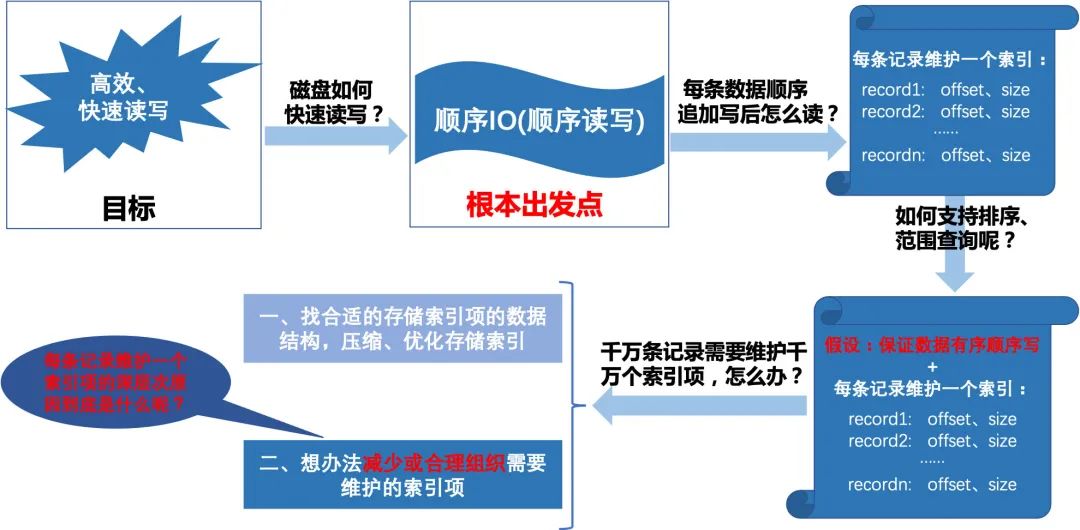 高效、
快速读写
目标
磁盘如何
快速读写？
顺序IO(顺序读写)
根本出发点
每条数据顺序
追加写后怎么读？
每条记录维护一个索引：
record1: offset、size
record2: offset、size
......
recordn: offset、size
如何支持排序、
范围查询呢？
假设：保证数据有序顺序写
+
每条记录维护一个索引：
record1: offset、size
record2: offset、size
......
recordn: offset、size
千万条记录需要维护千
万个索引项，怎么办？
一、找合适的存储索引项的数据
结构，压缩、优化存储索引
二、想办法减少或合理组织需要
维护的索引项
每条记录维护一个
索引项的深层次原
因到底是什么呢？